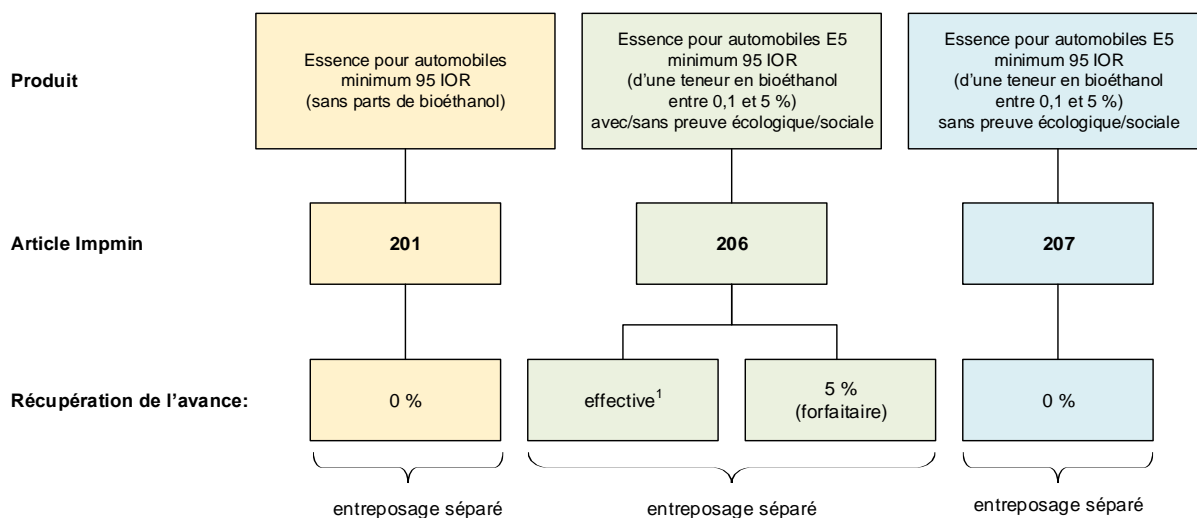 Produit
Essence pour automobiles
minimum 95 IOR
(sans parts de bioéthanol)
Essence pour automobiles E5
minimum 95 IOR
(d'une teneur en bioéthanol
entre 0,1 et 5 %)
avec/sans preuve écologique/sociale
Essence pour automobiles E5
minimum 95 IOR
(d'une teneur en bioéthanol
entre 0,1 et 5 %)
sans preuve écologique/sociale
Article Impmin
201
206
207
Récupération de l'avance:
0 %
effective¹
5 %
(forfaitaire)
0 %
entreposage séparé
entreposage séparé
entreposage séparé